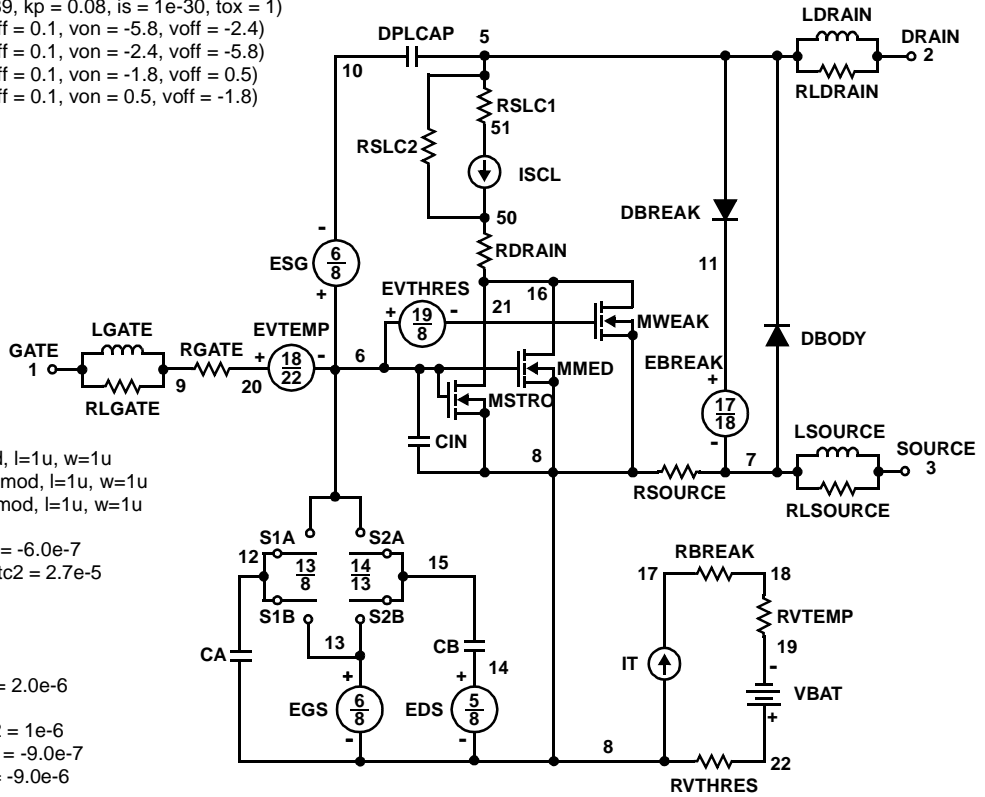 9, kp = 0.08, is = 1e-30, tox = 1)
ff = 0.1, von = -5.8, voff = -2.4)
ff = 0.1, von = -2.4, voff = -5.8)
ff = 0.1, von = -1.8, voff = 0.5)
ff = 0.1, von = 0.5, voff = -1.8)
d, l=1u, w=1u
mod, l=1u, w=1u
mod, l=1u, w=1u
= -6.0e-7
tc2 = 2.7e-5
= 2.0e-6
= 1e-6
= -9.0e-7
= -9.0e-6
DPLCAP
5
10
LDRAIN
DRAIN
2
RLDRAIN
RSLC1
51
RSLC2
ISCL
50
DBREAK
RDRAIN
ESG
6
8
-
+
11
EVTHRES
+
19
8
-
21
16
MWEAK
DBODY
LGATE
GATE
1
RLGATE
9
RGATE
20
EVTEMP
+
18
22
-
6
MMED
MSTRO
EBREAK
+
17
18
-
CIN
8
RSOURCE
7
LSOURCE
SOURCE
3
RLSOURCE
S1A
S2A
12
13
8
14
13
15
S1B
S2B
13
CA
CB
14
+
EGS
6
8
-
+
EDS
5
8
-
RBREAK
17
18
RVTEMP
19
IT
-
VBAT
+
8
22
RVTHRES